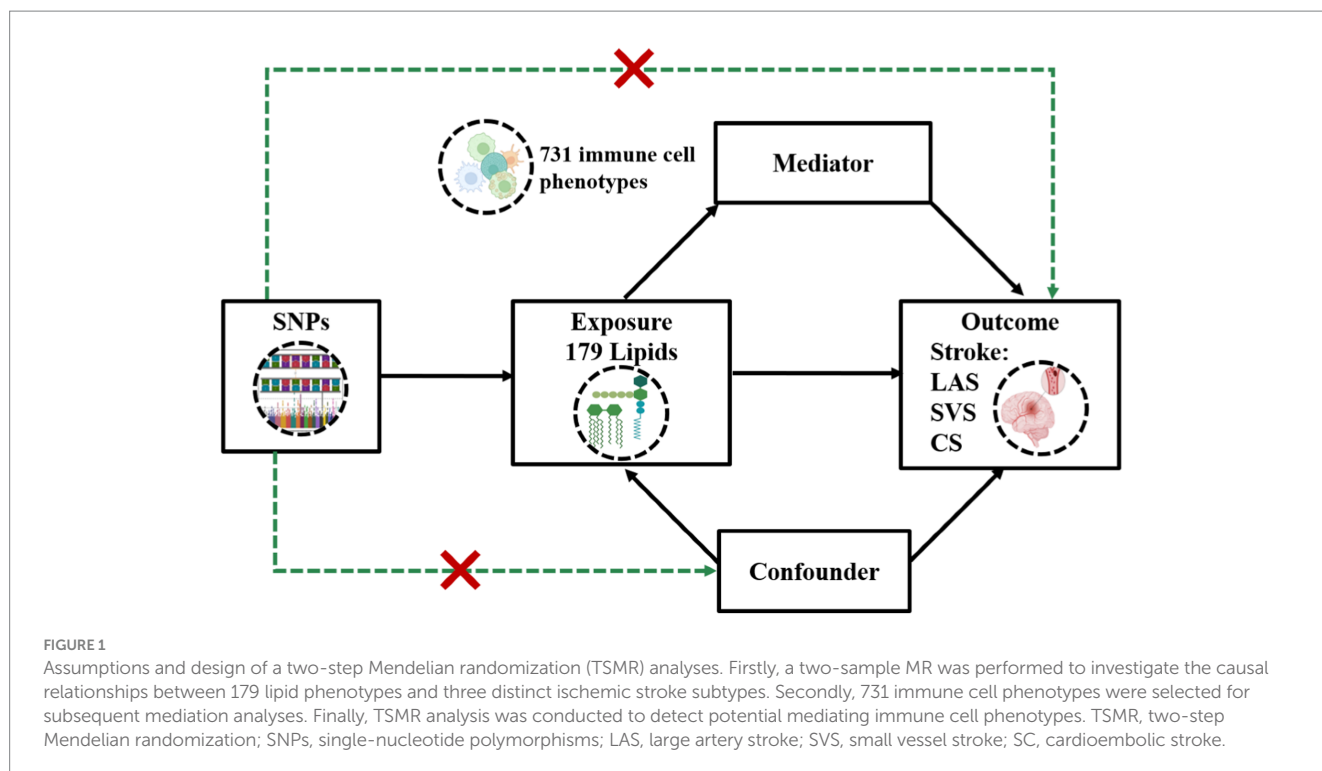 731 immune cell
phenotypes
Mediator
SNPs
Exposure
179 Lipids
Outcome
Stroke:
LAS
SVS
CS
Confounder
FIGURE 1
Assumptions and design of a two-step Mendelian randomization (TSMR) analyses. Firstly, a two-sample MR was performed to investigate the causal
relationships between 179 lipid phenotypes and three distinct ischemic stroke subtypes. Secondly, 731 immune cell phenotypes were selected for
subsequent mediation analyses. Finally, TSMR analysis was conducted to detect potential mediating immune cell phenotypes. TSMR, two-step
Mendelian randomization; SNPs, single-nucleotide polymorphisms; LAS, large artery stroke; SVS, small vessel stroke; SC, cardioembolic stroke.